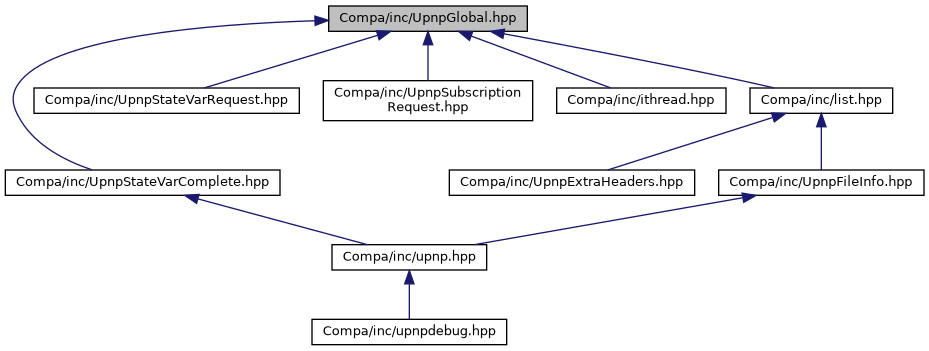 Compa/inc/UpnpGlobal.hpp
Compa/inc/UpnpStateVarRequest.hpp
Compa/inc/UpnpSubscription
Request.hpp
Compa/inc/ithread.hpp
Compa/inc/list.hpp
Compa/inc/UpnpStateVarComplete.hpp
Compa/inc/UpnpExtraHeaders.hpp
Compa/inc/UpnpFileInfo.hpp
Compa/inc/upnp.hpp
Compa/inc/upnpdebug.hpp